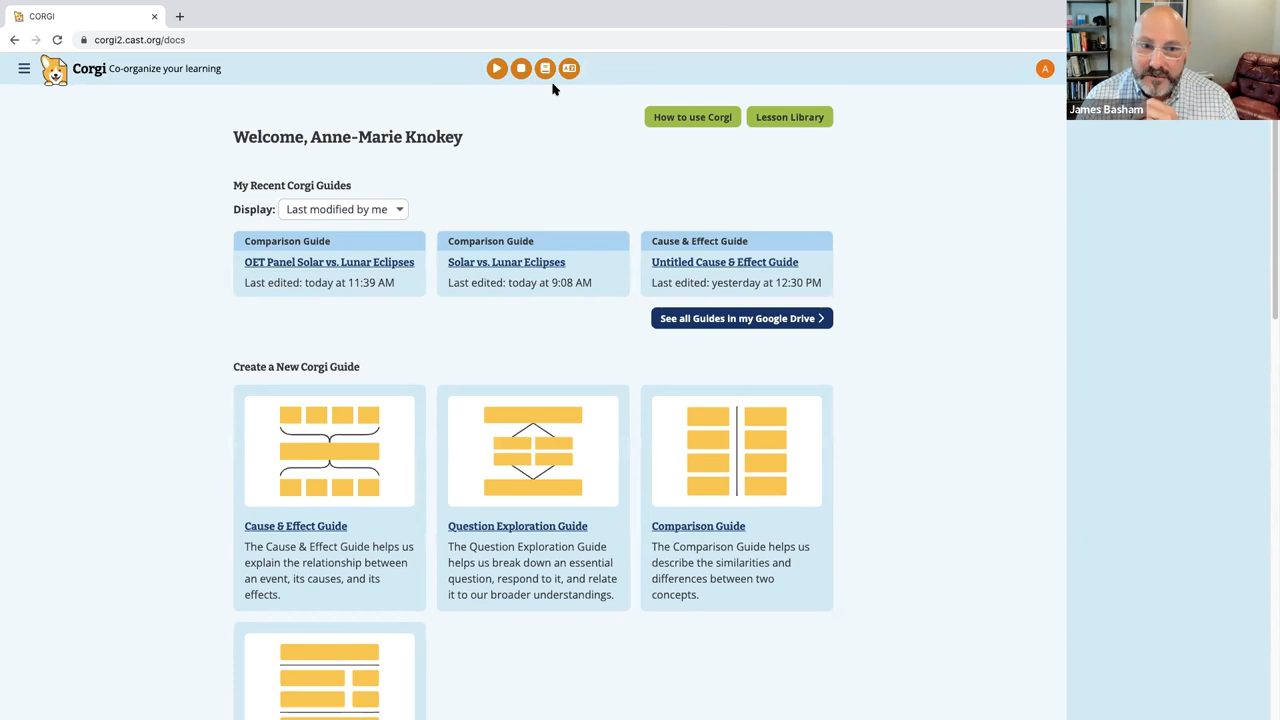 CORGI
corgi2.cast.org/docs
Corgi Co-organize your learning
A
James Basham
How to use Corgi
Lesson Library
Welcome, Anne-Marie Knokey
My Recent Corgi Guides
Display: Last modified by me
Comparison Guide
OET Panel Solar vs. Lunar Eclipses
Last edited: today at 11:39 AM
Comparison Guide
Solar vs. Lunar Eclipses
Last edited: today at 9:08 AM
Cause & Effect Guide
Untitled Cause & Effect Guide
Last edited: yesterday at 12:30 PM
See all Guides in my Google Drive
Create a New Corgi Guide
Cause & Effect Guide
The Cause & Effect Guide helps us
explain the relationship between
an event, its causes, and its
effects.
Question Exploration Guide
The Question Exploration Guide
helps us break down an essential
question, respond to it, and relate
it to our broader understandings.
Comparison Guide
The Comparison Guide helps us
describe the similarities and
differences between two
concepts.